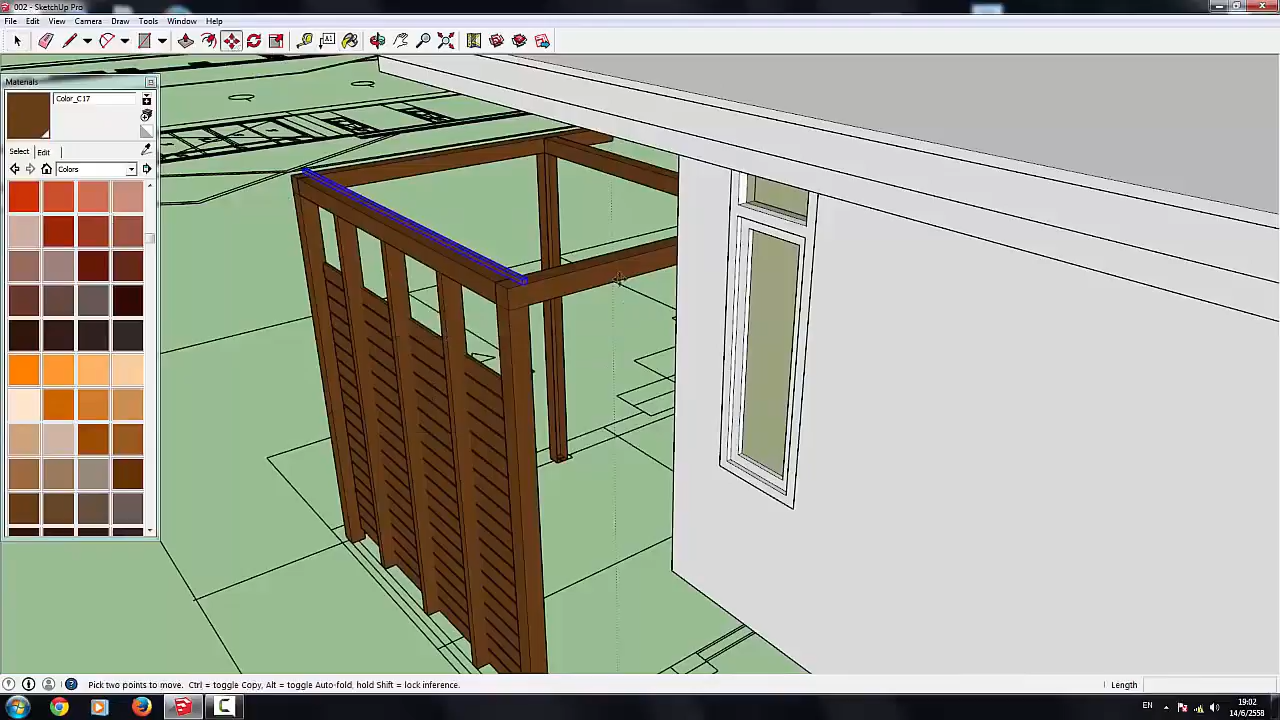 002 - SketchUp Pro
File Edit View Camera Draw Tools Window Help
Materials
Color_C17
Select Edit
Colors
Pick two points to move. Ctrl = toggle Copy, Alt = toggle Auto-fold, hold Shift = lock inference.
Length
EN
19:02
14/6/2558